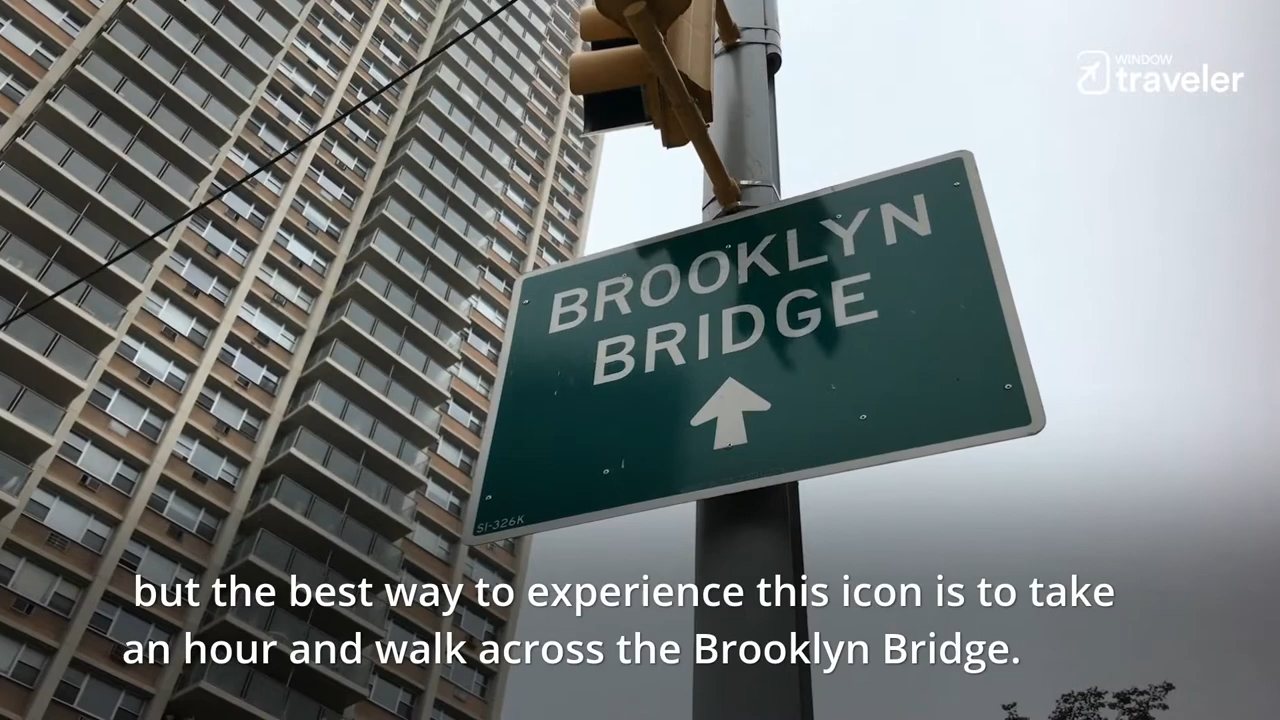 WINDOW
traveler
BROOKLYN
BRIDGE
SI-326K
but the best way to experience this icon is to take
an hour and walk across the Brooklyn Bridge.